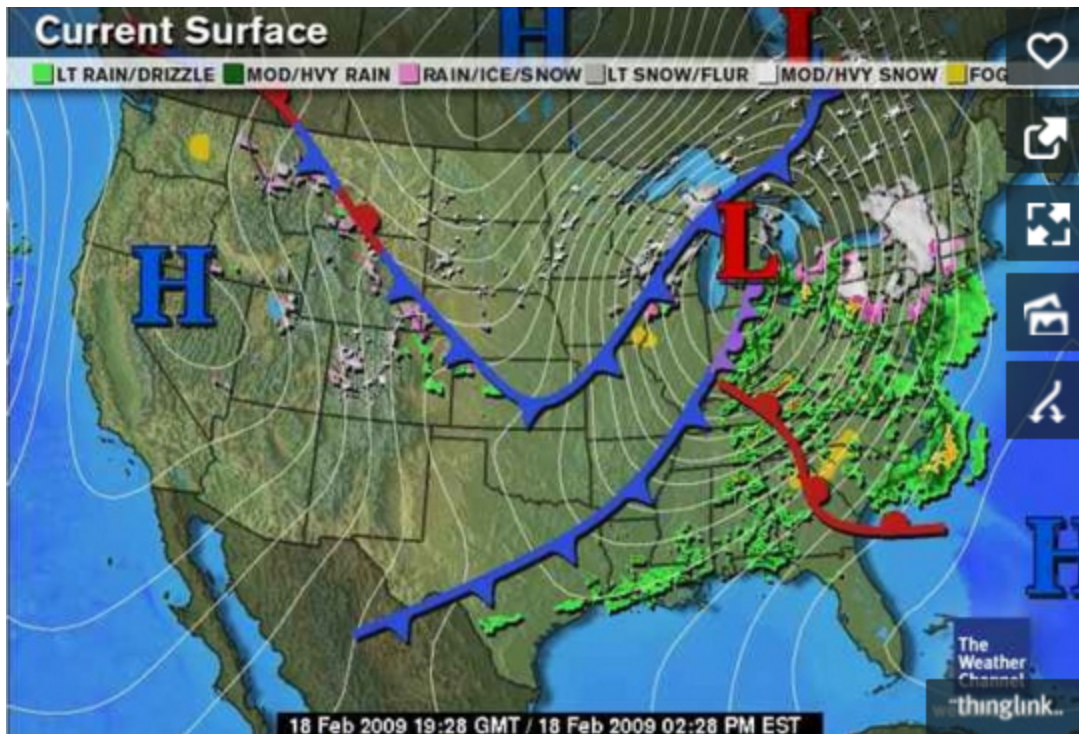 Current Surface
LT RAIN/DRIZZLE MOD/HVY RAIN RAIN/ICE/SNOW LT SNOW/FLUR MOD/HVY SNOW FOG
H
L
L
H
H
The
Weather
Channel
thinglink..
18 Feb 2009 19:28 GMT / 18 Feb 2009 02:28 PM EST